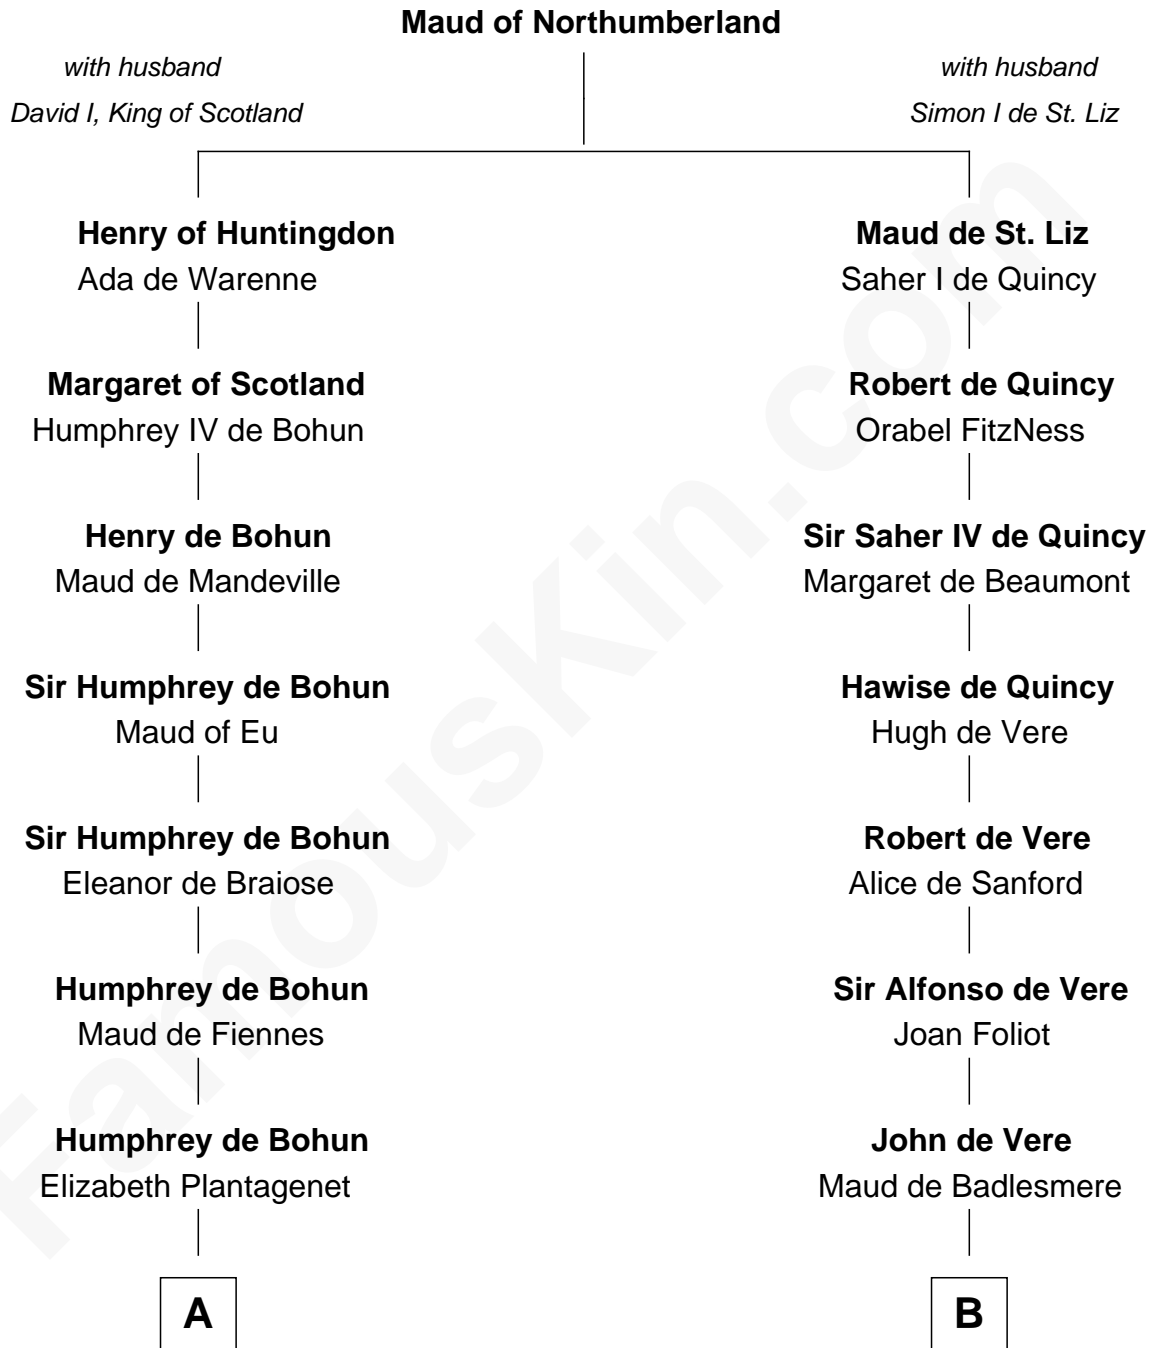 Maud of Northumberland
with husband
David I, King of Scotland
with husband
Simon I de St. Liz
Henry of Huntingdon
Ada de Warenne
Maud de St. Liz
Saher I de Quincy
Margaret of Scotland
Humphrey IV de Bohun
Robert de Quincy
Orabel FitzNess
Henry de Bohun
Maud de Mandeville
Sir Saher IV de Quincy
Margaret de Beaumont
Sir Humphrey de Bohun
Maud of Eu
Hawise de Quincy
Hugh de Vere
Sir Humphrey de Bohun
Eleanor de Braiose
Robert de Vere
Alice de Sanford
Humphrey de Bohun
Maud de Fiennes
Sir Alfonso de Vere
Joan Foliot
Humphrey de Bohun
Elizabeth Plantagenet
John de Vere
Maud de Badlesmere
A
B
FamousKin.com